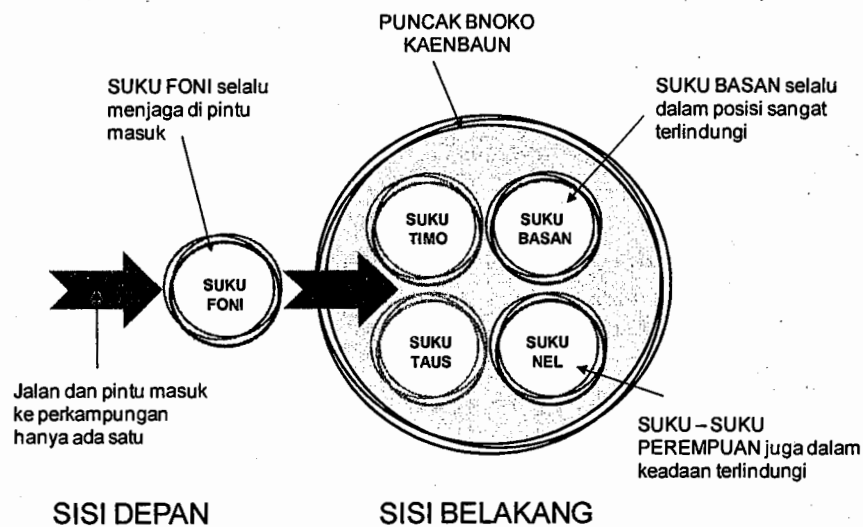 PUNCAK BNOKO
KAENBAUN
SUKU FONI selalu
menjaga di pintu
masuk
SUKU BASAN selalu
dalam posisi sangat
terlindungi
SUKU
TIMO
SUKU
BASAN
SUKU
FONI
SUKU
TAUS
SUKU
NEL
Jalan dan pintu masuk
ke perkampungan
hanya ada satu
SUKU – SUKU
PEREMPUAN juga dalam
keadaan terlindungi
SISI DEPAN
SISI BELAKANG